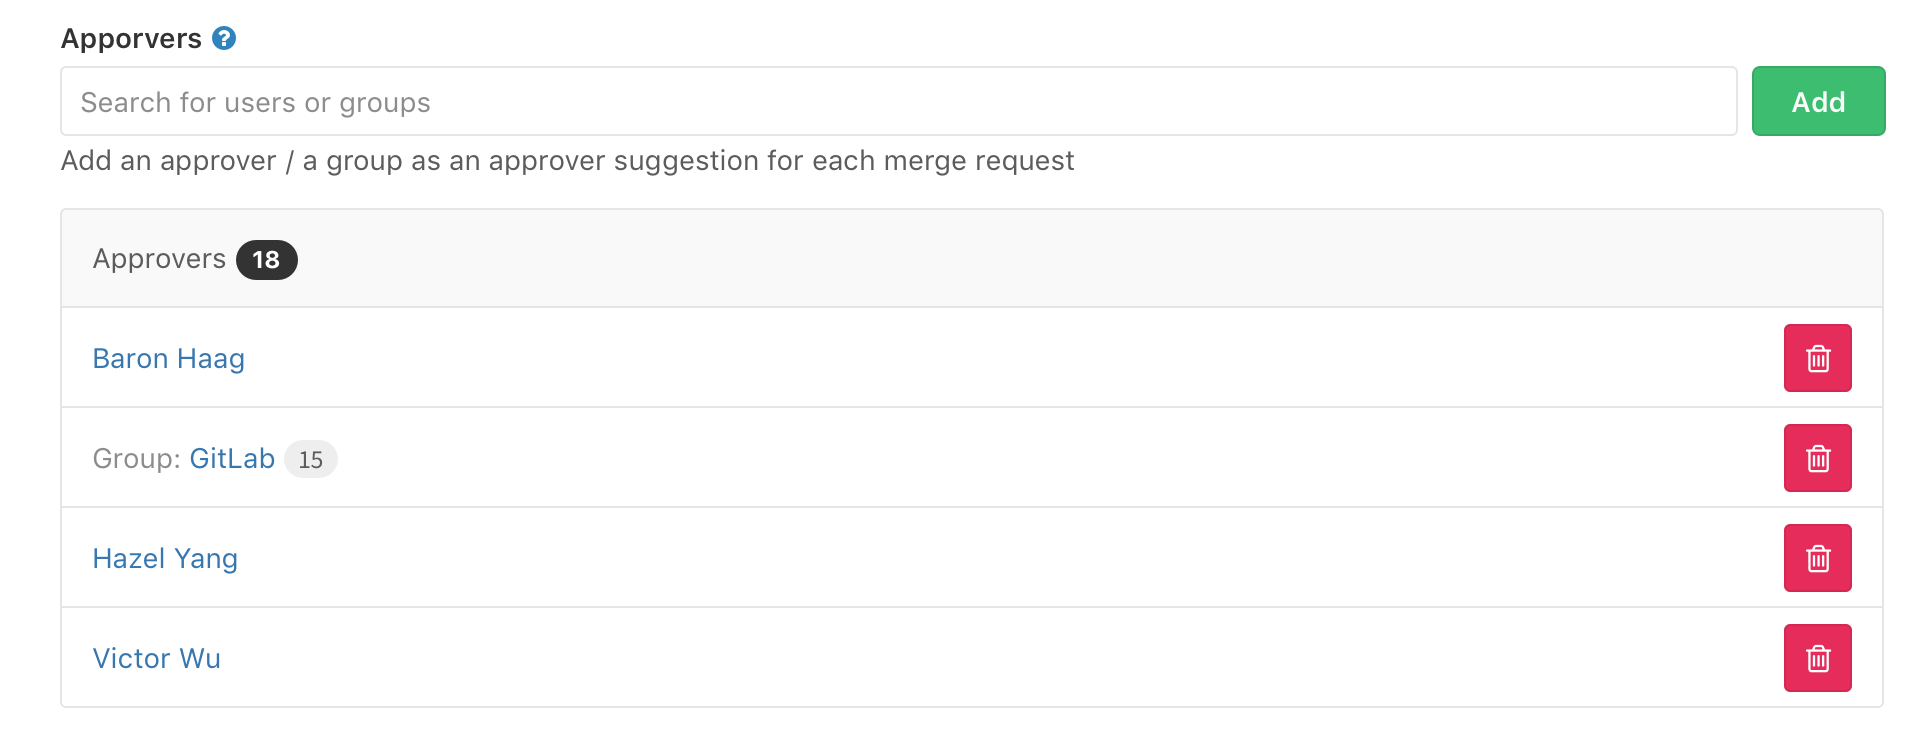 Apporvers ?
Search for users or groups
Add
Add an approver / a group as an approver suggestion for each merge request
Approvers 18
Baron Haag
Group: GitLab 15
Hazel Yang
Victor Wu